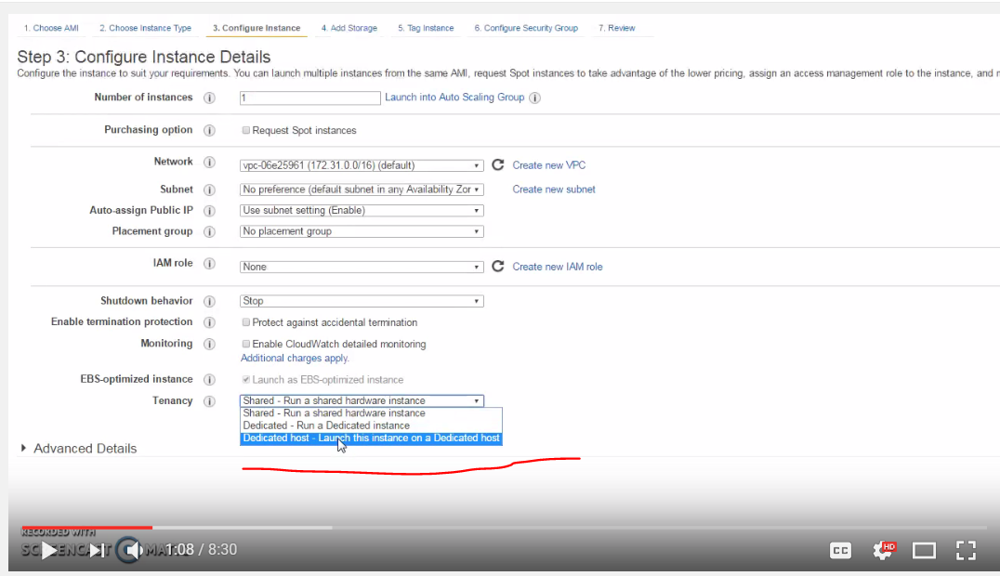 1. Choose AMI 2. Choose Instance Type 3. Configure Instance 4. Add Storage 5. Tag Instance 6. Configure Security Group 7. Review
Step 3: Configure Instance Details
Configure the instance to suit your requirements. You can launch multiple instances from the same AMI, request Spot instances to take advantage of the lower pricing, assign an access management role to the instance, and
Number of instances i 1 Launch into Auto Scaling Group i
Purchasing option i Request Spot instances
Network i vpc-06e25961 (172.31.0.0/16) (default) Create new VPC
Subnet i No preference (default subnet in any Availability Zor Create new subnet
Auto-assign Public IP i Use subnet setting (Enable)
Placement group i No placement group
IAM role i None Create new IAM role
Shutdown behavior i Stop
Enable termination protection i Protect against accidental termination
Monitoring i Enable CloudWatch detailed monitoring
Additional charges apply.
EBS-optimized instance i Launch as EBS-optimized instance
Tenancy i Shared - Run a shared hardware instance
Shared - Run a shared hardware instance
Dedicated - Run a Dedicated instance
Dedicated host - Launch this instance on a Dedicated host
Advanced Details
RECORDED WITH
1:08 / 8:30 CC HD